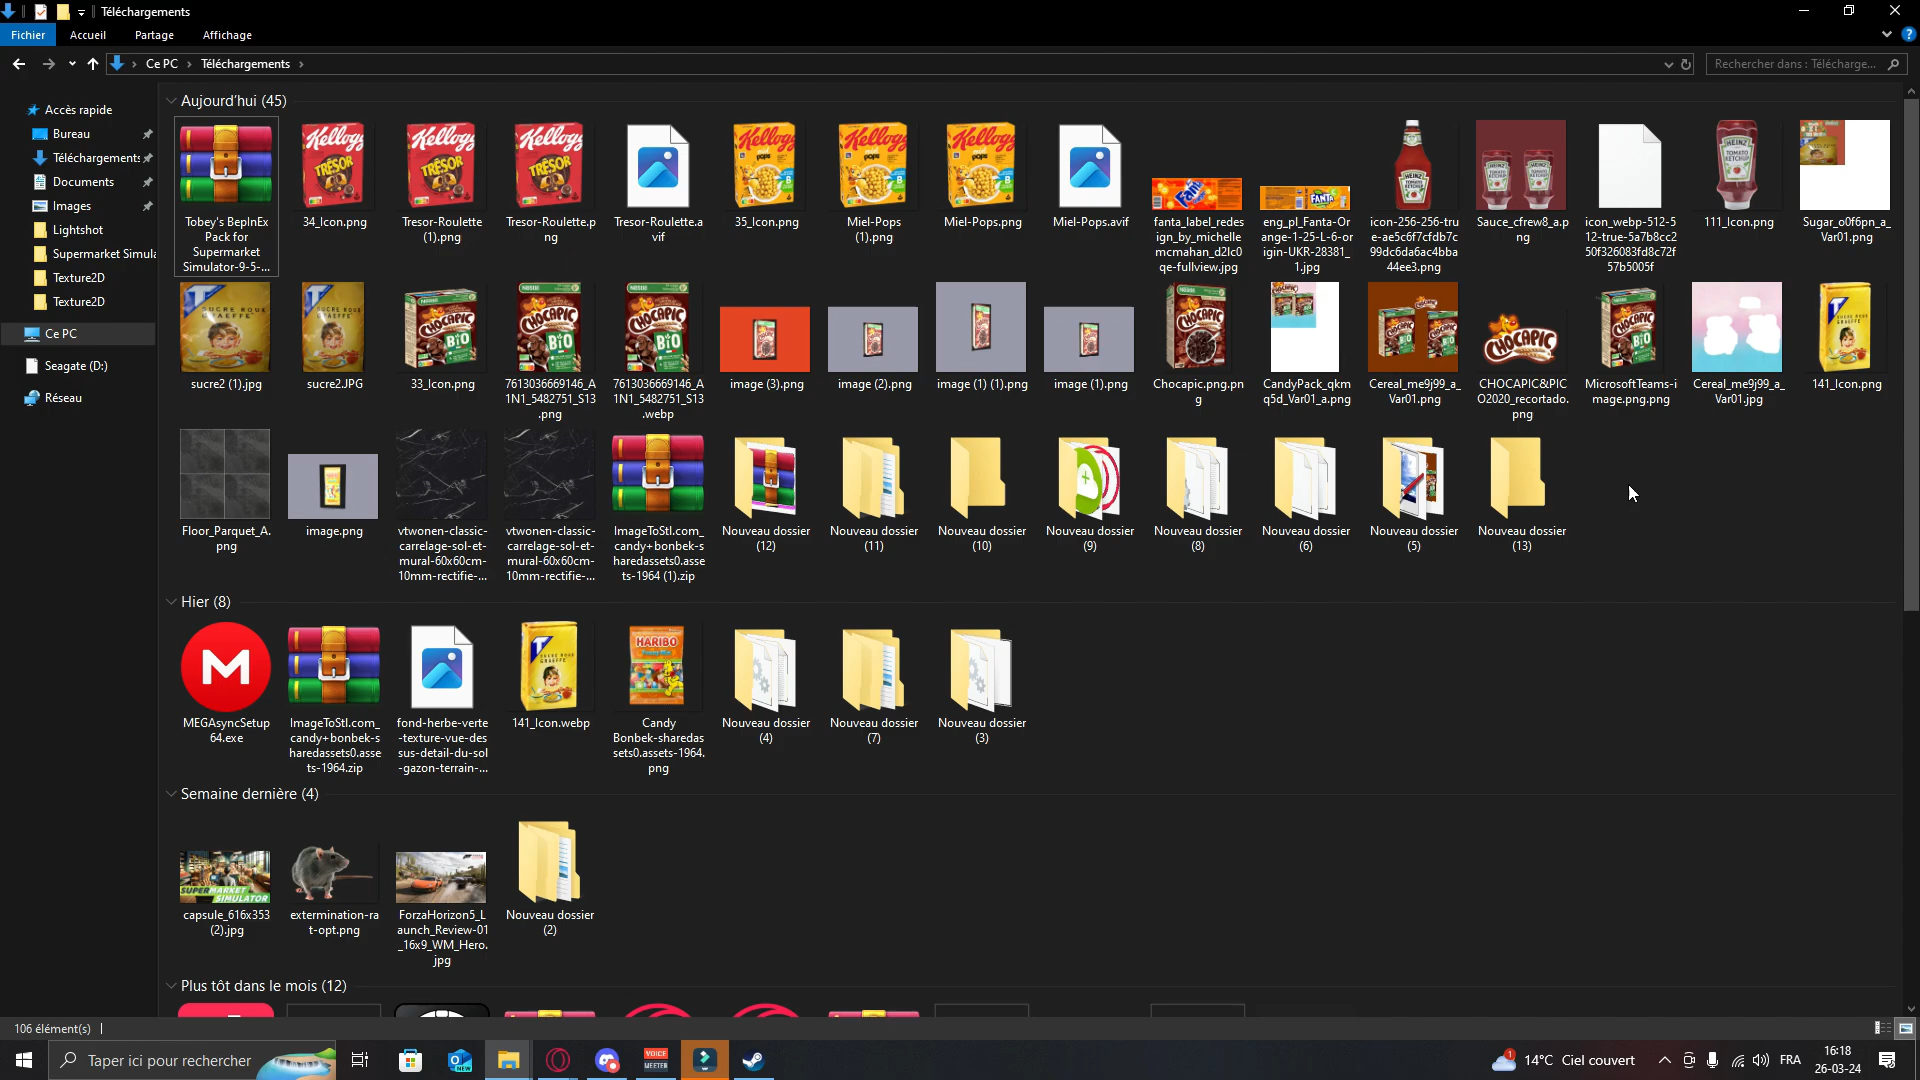 Téléchargements
Fichier
Accueil
Partage
Affichage
Ce PC
Téléchargements
Rechercher dans : Télécharge...
Accès rapide
Bureau
Téléchargements
Documents
Images
Lightshot
Supermarket Simula
Texture2D
Texture2D
Ce PC
Seagate (D:)
Réseau
Aujourd'hui (45)
Tobey's BepInEx
Pack for
Supermarket
Simulator-9-5-...
34_Icon.png
Tresor-Roulette
(1).png
Tresor-Roulette.p
ng
Tresor-Roulette.a
vif
35_Icon.png
Miel-Pops
(1).png
Miel-Pops.png
Miel-Pops.avif
fanta_label_redes
ign_by_michelle
mcmahan_d2lc0
qe-fullview.jpg
eng_pl_Fanta-Or
ange-1-25-L-6-or
igin-UKR-28381_
1.jpg
icon-256-256-tru
e-ae5c6f7cfdb7c
99dc6da6ac4bba
44ee3.png
Sauce_cfrew8_a.p
ng
icon_webp-512-5
12-true-5a7b8cc2
50f326083fd8c72f
57b5005f
111_Icon.png
Sugar_o0f6pn_a_
Var01.png
sucre2 (1).jpg
sucre2.JPG
33_Icon.png
7613036669146_A
1N1_5482751_S13
.png
7613036669146_A
1N1_5482751_S13
.webp
image (3).png
image (2).png
image (1) (1).png
image (1).png
Chocapic.png.pn
g
CandyPack_qkm
q5d_Var01_a.png
Cereal_me9j99_a_
Var01.png
CHOCAPIC&PIC
O2020_recortado.
png
MicrosoftTeams-i
mage.png.png
Cereal_me9j99_a_
Var01.jpg
141_Icon.png
Floor_Parquet_A.
png
image.png
vtwonen-classic-
carrelage-sol-et-
mural-60x60cm-
10mm-rectifie-...
vtwonen-classic-
carrelage-sol-et-
mural-60x60cm-
10mm-rectifie-...
ImageToStl.com_
candy+bonbek-s
haredassets0.asse
ts-1964 (1).zip
Nouveau dossier
(12)
Nouveau dossier
(11)
Nouveau dossier
(10)
Nouveau dossier
(9)
Nouveau dossier
(8)
Nouveau dossier
(6)
Nouveau dossier
(5)
Nouveau dossier
(13)
Hier (8)
MEGAsyncSetup
64.exe
ImageToStl.com_
candy+bonbek-s
haredassets0.asse
ts-1964.zip
fond-herbe-verte
-texture-vue-des
sus-detail-du-sol
-gazon-terrain-...
141_Icon.webp
Candy
Bonbek-sharedas
sets0.assets-1964.
png
Nouveau dossier
(4)
Nouveau dossier
(7)
Nouveau dossier
(3)
Semaine dernière (4)
capsule_616x353
(2).jpg
extermination-ra
t-opt.png
ForzaHorizon5_L
aunch_Review-01
_16x9_WM_Hero.
jpg
Nouveau dossier
(2)
Plus tôt dans le mois (12)
106 élément(s)
Taper ici pour rechercher
NEW
VOICE
MEETER
1
14°C Ciel couvert
FRA
16:18
26-03-24